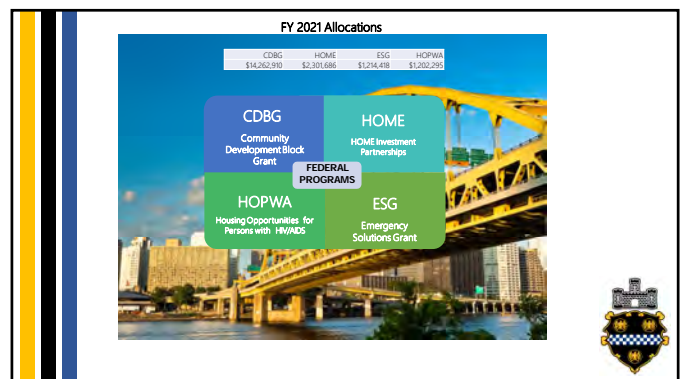 FY 2021 Allocations
CDBG HOME ESG HOPWA
$14,262,910 $2,301,686 $1,214,418 $1,202,295
CDBG
Community
Development Block
Grant
HOME
HOME Investment
Partnerships
FEDERAL
PROGRAMS
HOPWA
Housing Opportunities for
Persons with HIV/AIDS
ESG
Emergency
Solutions Grant